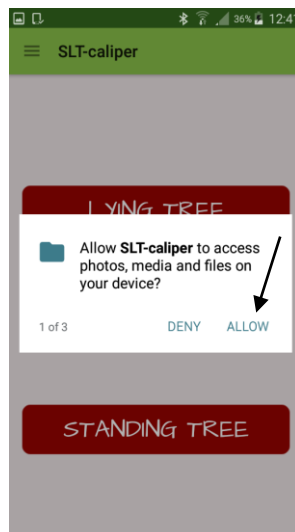 36% 12:41
SLT-caliper
LYING TREE
Allow SLT-caliper to access
photos, media and files on
your device?
1 of 3 DENY ALLOW
STANDING TREE